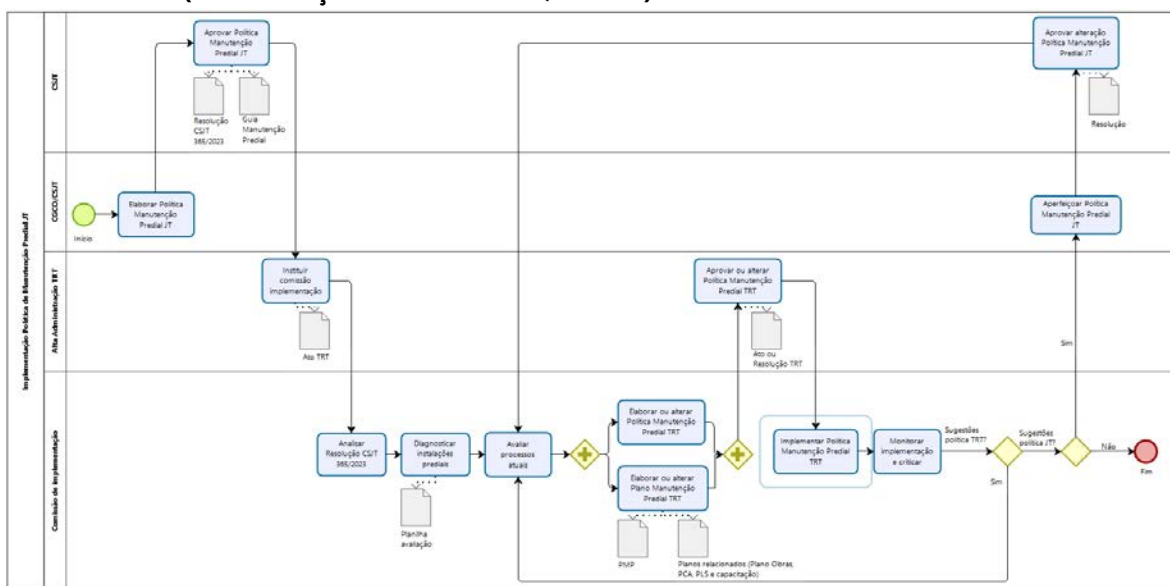 Implementação Política de Manutenção Predial JT
CSJT
Aprovar Política
Manutenção
Predial JT
Resolução
CSJT
365/2023
Guia
Manutenção
Predial
Aprovar alteração
Política Manutenção
Predial JT
Resolução
CGCO/CSJT
Início
Elaborar Política
Manutenção
Predial JT
Aperfeiçoar Política
Manutenção Predial
JT
Alta Administração TRT
Instituir
comissão
implementação
Ato TRT
Aprovar ou alterar
Política Manutenção
Predial TRT
Ato ou
Resolução TRT
Sim
Comissão de Implementação
Analisar
Resolução CSJT
365/2023
Diagnosticar
instalações
prediais
Planilha
avaliação
Avaliar
processos
atuais
Elaborar ou alterar
Política Manutenção
Predial TRT
Elaborar ou alterar
Plano Manutenção
Predial TRT
PMP
Planos relacionados (Plano Obras,
PCA, PLS e capacitação)
Implementar Política
Manutenção Predial
TRT
Monitorar
implementação
e criticar
Sugestões
política TRT?
Sim
Sugestões
política JT?
Não
Fim